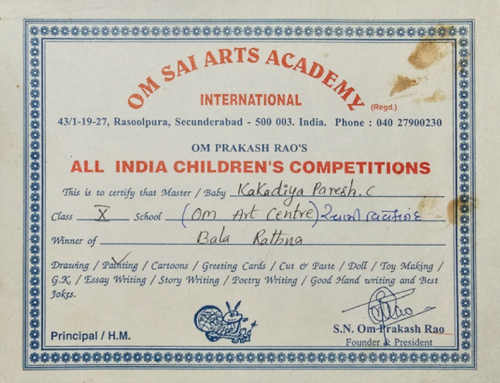 OM SAI ARTS ACADEMY
INTERNATIONAL (Regd.)
43/1-19-27, Rasoolpura, Secunderabad - 500 003. India. Phone : 040 27900230
OM PRAKASH RAO'S
ALL INDIA CHILDREN'S COMPETITIONS
This is to certify that Master / Baby Kakadiya Paresh. C
Class X School (Om Art Centre)
Winner of Bala Rathna
Drawing / Painting / Cartoons / Greeting Cards / Cut & Paste / Doll / Toy Making /
G.K. / Essay Writing / Story Writing / Poetry Writing / Good Hand writing and Best
Jokes.
Principal / H.M.
S.N. Om Prakash Rao
Founder & President